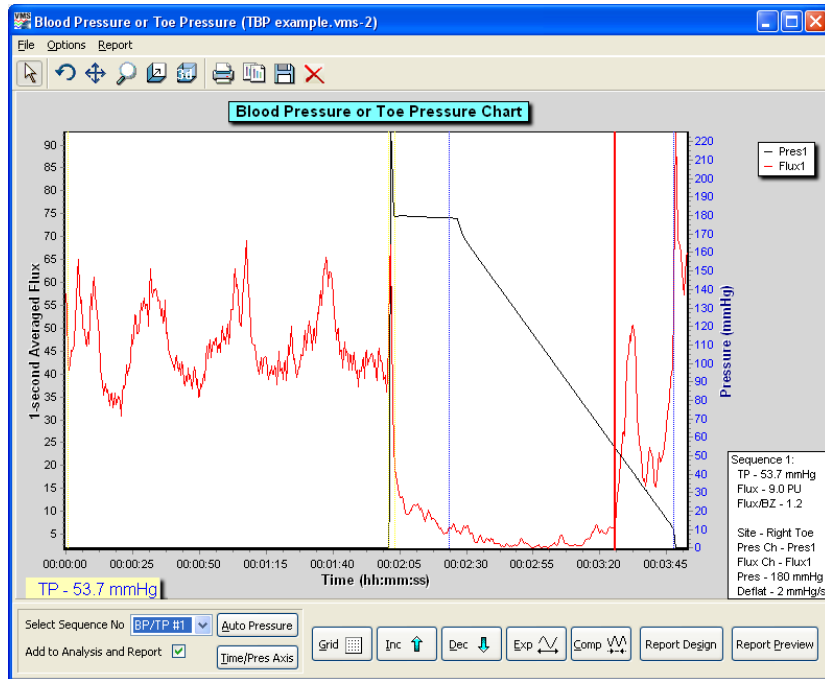 Blood Pressure or Toe Pressure (TBP example.vms-2)
File Options Report
Blood Pressure or Toe Pressure Chart
90
85
80
75
70
65
60
55
50
45
40
35
30
25
20
15
10
5
1-second Averaged Flux
220
210
200
190
180
170
160
150
140
130
120
110
100
90
80
70
60
50
40
30
20
10
0
Pressure (mmHg)
Pres1
Flux1
00:00:00 00:00:25 00:00:50 00:01:15 00:01:40 00:02:05 00:02:30 00:02:55 00:03:20 00:03:45
Time (hh:mm:ss)
TP - 53.7 mmHg
Sequence 1:
TP - 53.7 mmHg
Flux - 9.0 PU
Flux/BZ - 1.2
Site - Right Toe
Pres Ch - Pres1
Flux Ch - Flux1
Pres - 180 mmHg
Deflat - 2 mmHg/s
Select Sequence No BP/TP #1 Auto Pressure
Add to Analysis and Report Time/Pres Axis
Grid Inc Dec Exp Comp Report Design Report Preview